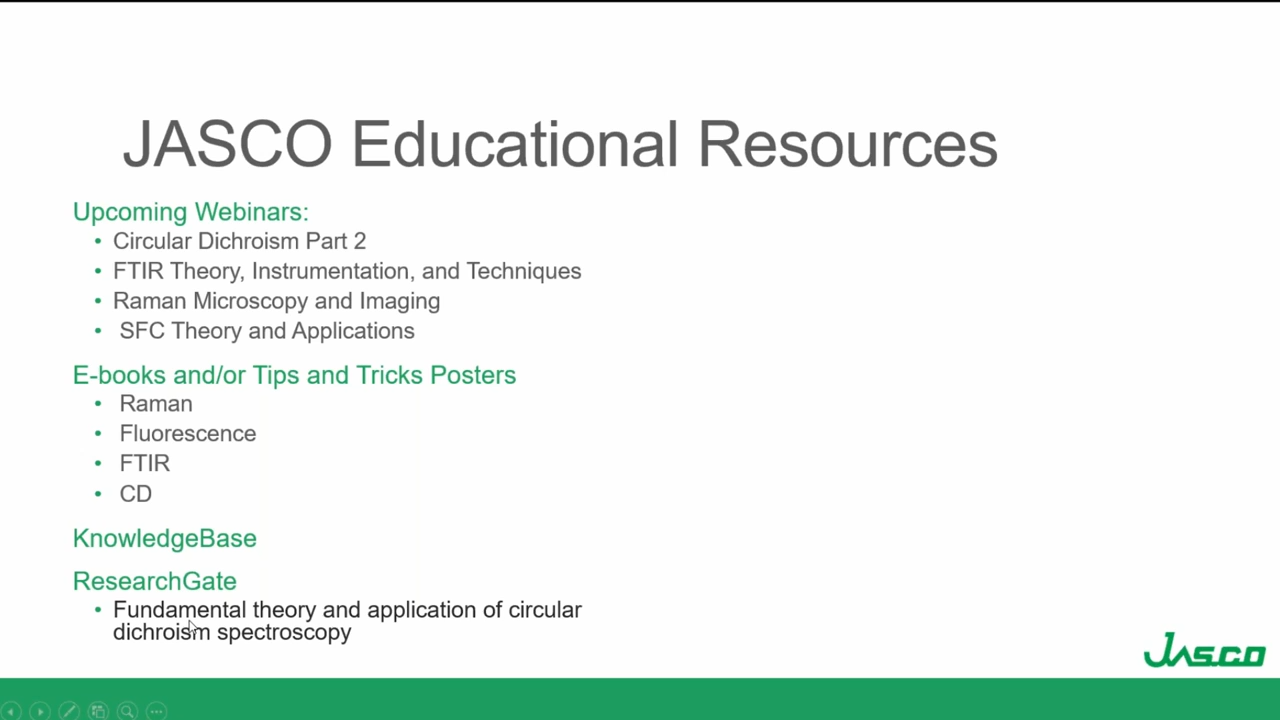 JASCO Educational Resources
Upcoming Webinars:
• Circular Dichroism Part 2
• FTIR Theory, Instrumentation, and Techniques
• Raman Microscopy and Imaging
• SFC Theory and Applications
E-books and/or Tips and Tricks Posters
• Raman
• Fluorescence
• FTIR
• CD
KnowledgeBase
ResearchGate
• Fundamental theory and application of circular
dichroism spectroscopy
JASCO